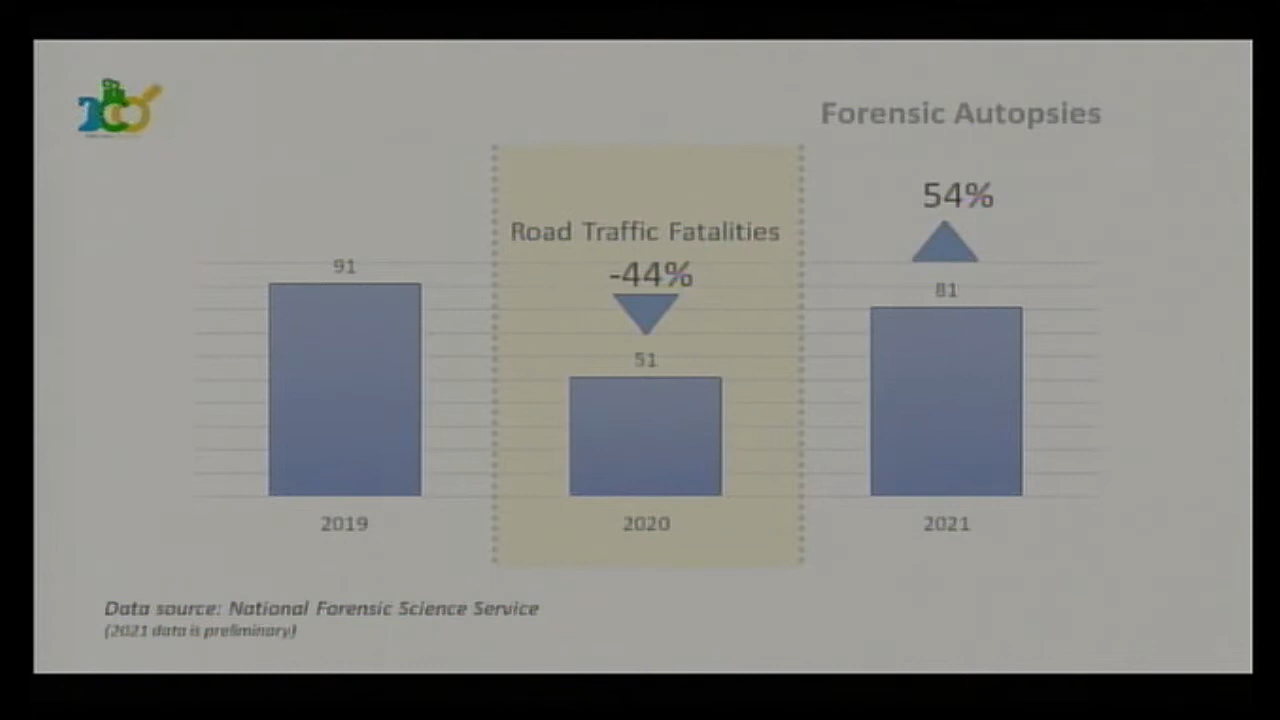 Forensic Autopsies
54%
Road Traffic Fatalities
-44%
91
51
81
2019
2020
2021
Data source: National Forensic Science Service
(2021 data is preliminary)